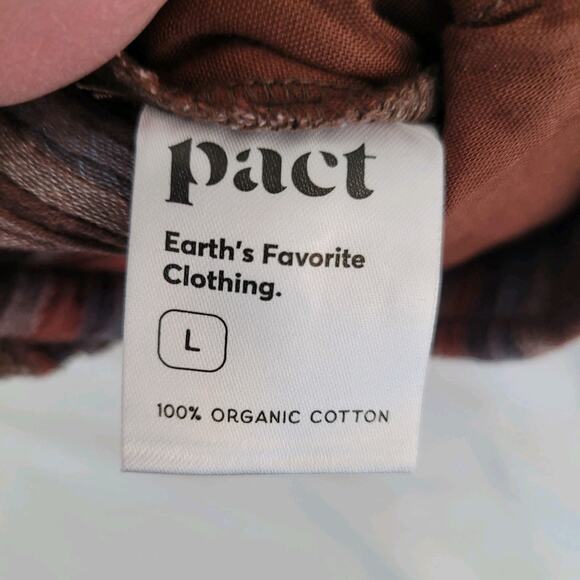 pact
Earth's Favorite
Clothing.
L
100% ORGANIC COTTON